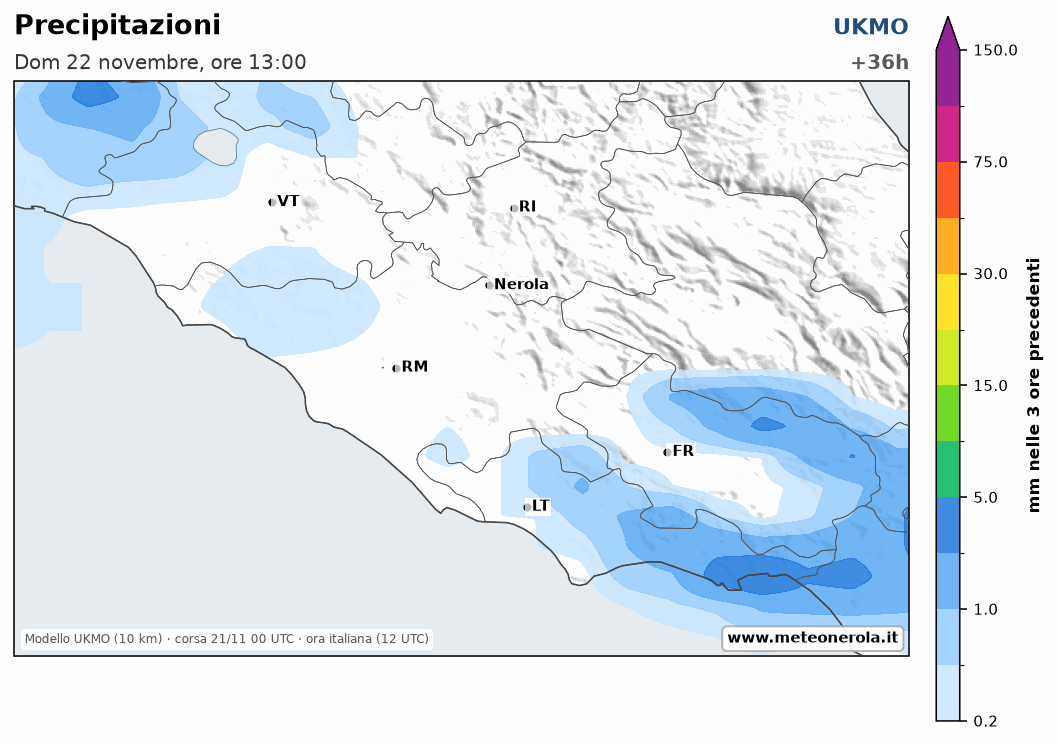 Precipitazioni
UKMO
Dom 22 novembre, ore 13:00
+36h
150.0
75.0
30.0
15.0
5.0
1.0
0.2
mm nelle 3 ore precedenti
VT
RI
Nerola
RM
FR
LT
Modello UKMO (10 km) · corsa 21/11 00 UTC · ora italiana (12 UTC)
www.meteonerola.it